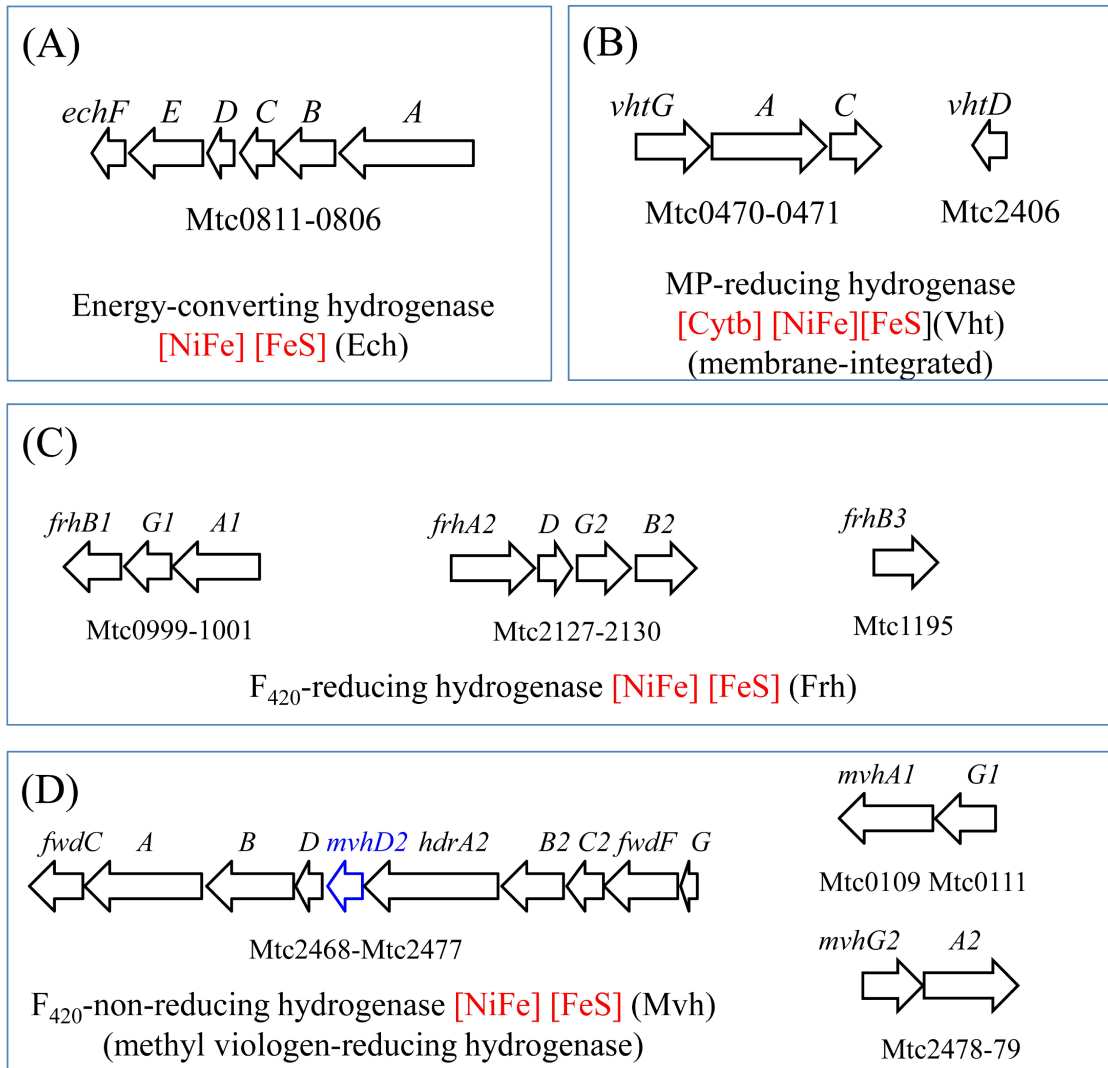 (A)
echF E D C B A
Mtc0811-0806
Energy-converting hydrogenase
[NiFe] [FeS] (Ech)
(B)
vhtG A C vhtD
Mtc0470-0471 Mtc2406
MP-reducing hydrogenase
[Cytb] [NiFe][FeS](Vht)
(membrane-integrated)
(C)
frhB1 G1 A1 frhA2 D G2 B2 frhB3
Mtc0999-1001 Mtc2127-2130 Mtc1195
F₄₂₀-reducing hydrogenase [NiFe] [FeS] (Frh)
(D)
fwdC A B D mvhD2 hdrA2 B2 C2 fwdF G
Mtc2468-Mtc2477
F₄₂₀-non-reducing hydrogenase [NiFe] [FeS] (Mvh)
(methyl viologen-reducing hydrogenase)
mvhA1 G1
Mtc0109 Mtc0111
mvhG2 A2
Mtc2478-79